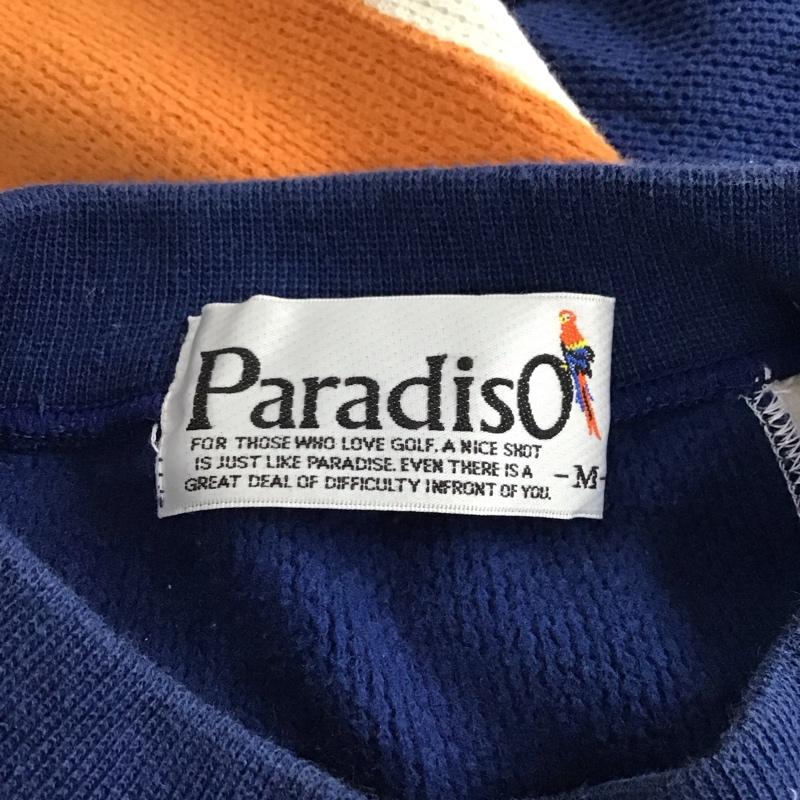 ParadisO
FOR THOSE WHO LOVE GOLF, A NICE SHOT
IS JUST LIKE PARADISE. EVEN THERE IS A
GREAT DEAL OF DIFFICULTY INFRONT OF YOU.
-M-